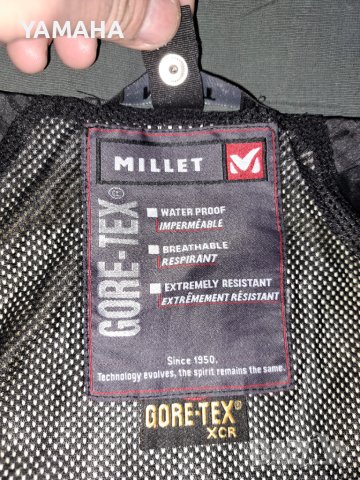 YAMAHA
MILLET
GORE-TEX®
WATER PROOF
IMPERMÉABLE
BREATHABLE
RESPIRANT
EXTREMELY RESISTANT
EXTRÊMEMENT RÉSISTANT
Since 1950.
Technology evolves, the spirit remains the same.
GORE-TEX®
XCR